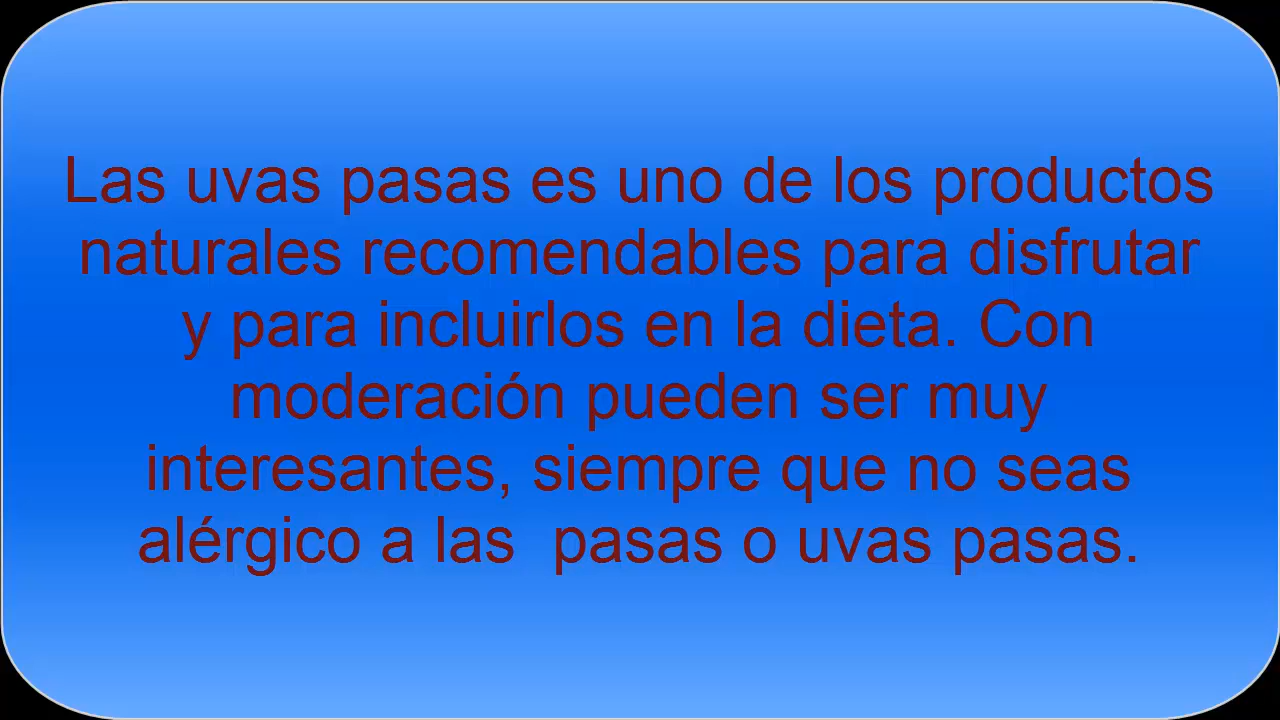 Las uvas pasas es uno de los productos
naturales recomendables para disfrutar
y para incluirlos en la dieta. Con
moderación pueden ser muy
interesantes, siempre que no seas
alérgico a las  pasas o uvas pasas.